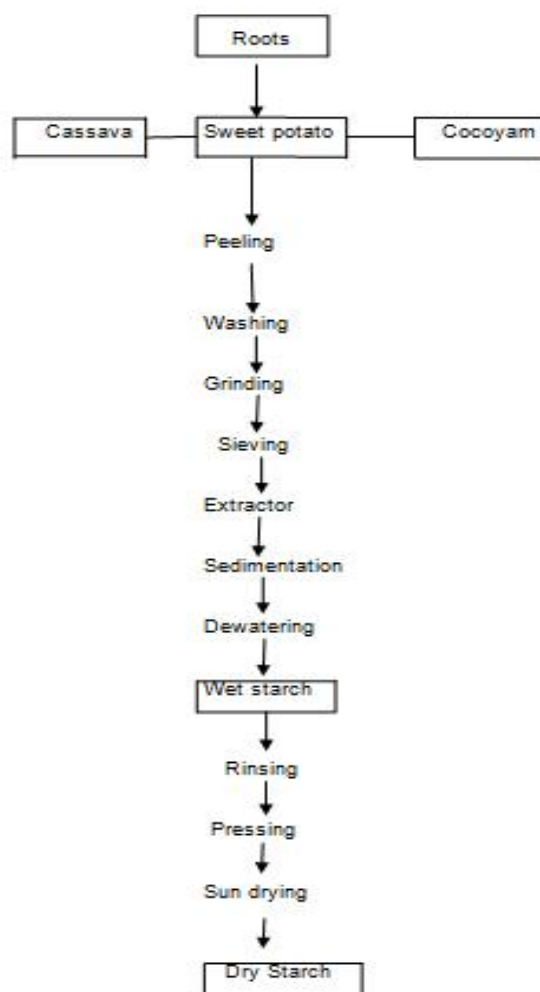 Roots
Cassava Sweet potato Cocoyam
Peeling
Washing
Grinding
Sieving
Extractor
Sedimentation
Dewatering
Wet starch
Rinsing
Pressing
Sun drying
Dry Starch